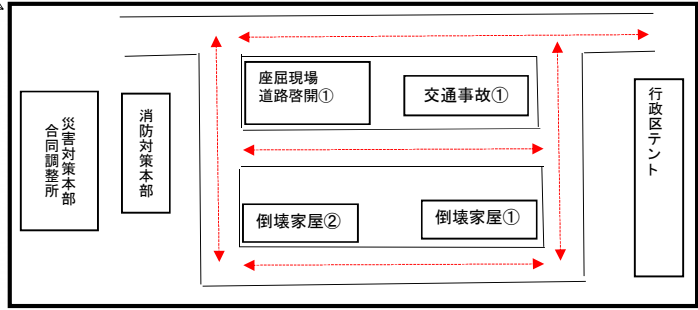 座屈現場
道路啓開①
交通事故①
行政区テント
災害対策本部
合同調整所
消防対策本部
倒壊家屋②
倒壊家屋①